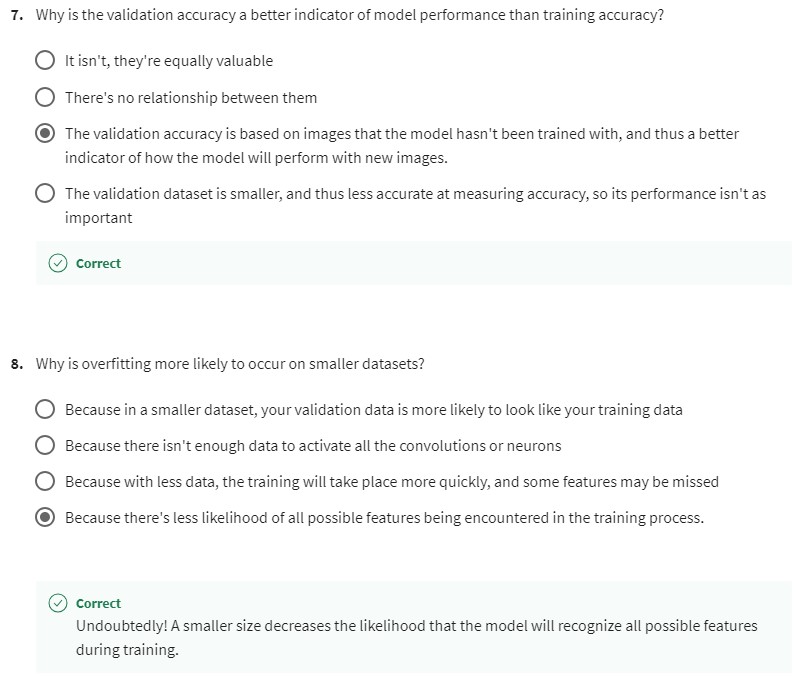 7. Why is the validation accuracy a better indicator of model performance than training accuracy?
It isn't, they're equally valuable
There's no relationship between them
The validation accuracy is based on images that the model hasn't been trained with, and thus a better
indicator of how the model will perform with new images.
The validation dataset is smaller, and thus less accurate at measuring accuracy, so its performance isn't as
important
Correct
8. Why is overfitting more likely to occur on smaller datasets?
Because in a smaller dataset, your validation data is more likely to look like your training data
Because there isn't enough data to activate all the convolutions or neurons
Because with less data, the training will take place more quickly, and some features may be missed
Because there's less likelihood of all possible features being encountered in the training process.
Correct
Undoubtedly! A smaller size decreases the likelihood that the model will recognize all possible features
during training.